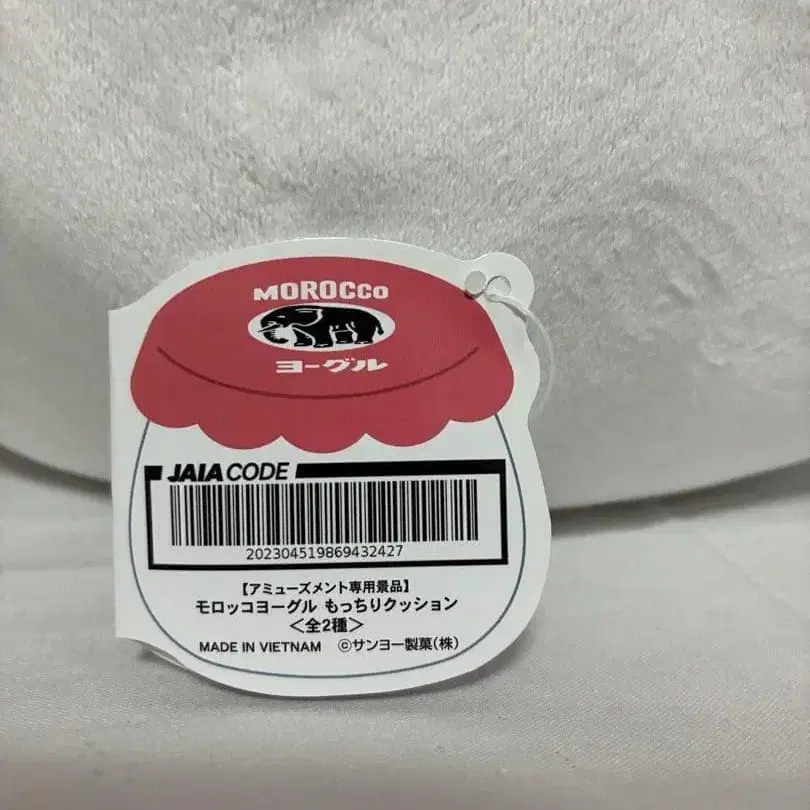 MOROCCO
ヨーグル
JAIA CODE
202304519869432427
【アミューズメント専用景品】
モロッコヨーグル もっちりクッション
<全2種>
MADE IN VIETNAM ©サンヨー製菓(株)